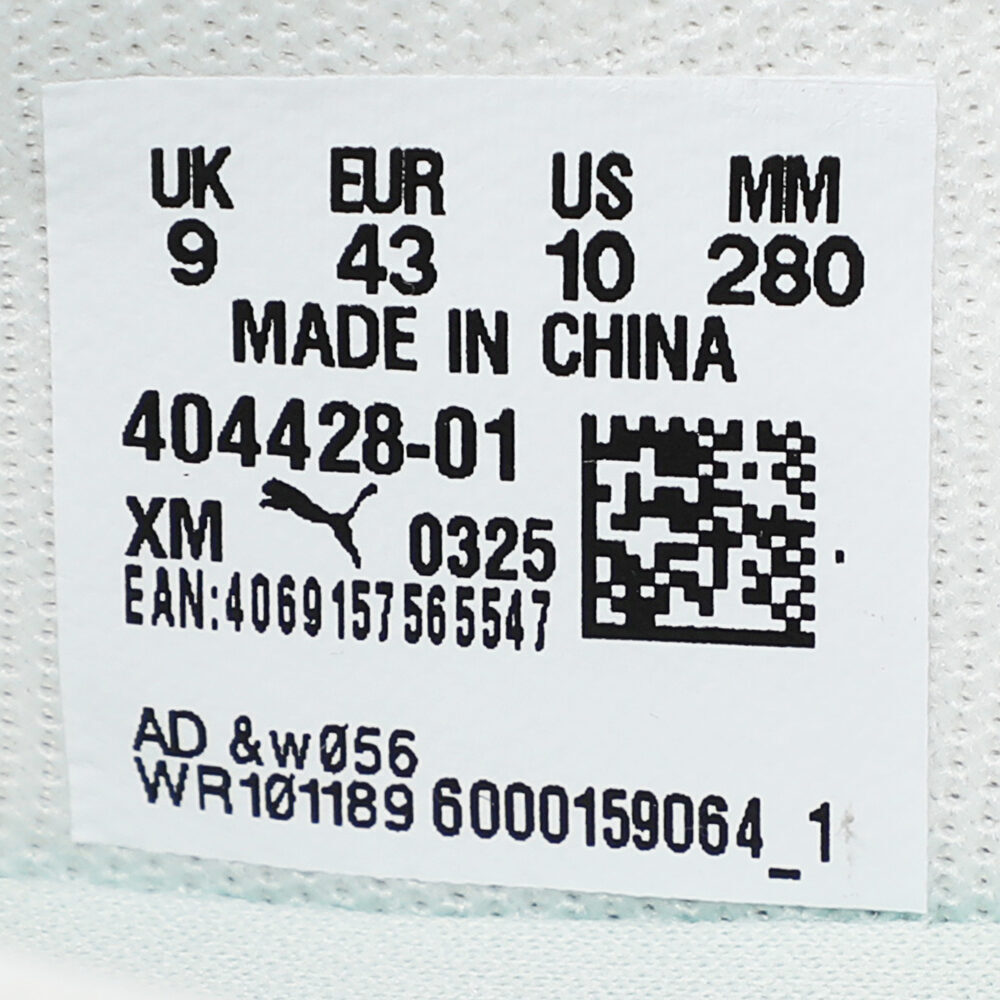 UK EUR US MM
9 43 10 280
MADE IN CHINA
404428-01
XM 0325
EAN:4069157565547
AD &wØ56
WR1Ø1189 6000159064_1